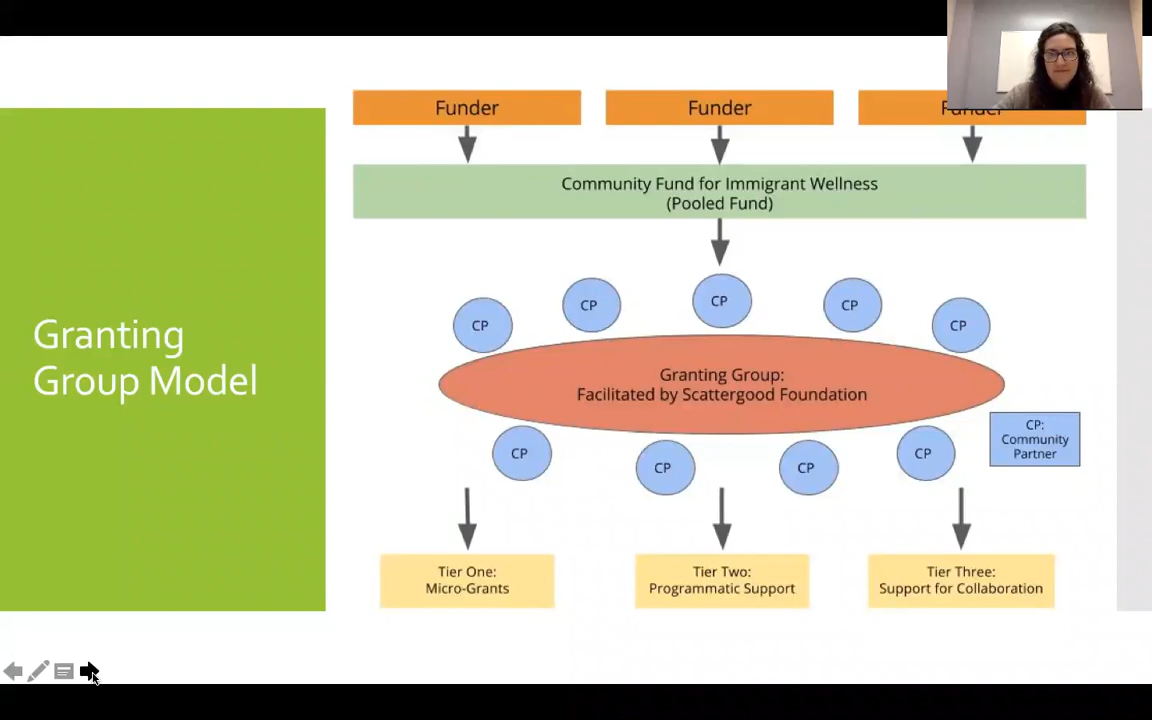 Funder
Funder
Funder
Community Fund for Immigrant Wellness
(Pooled Fund)
CP
CP
CP
CP
CP
Granting
Group Model
Granting Group:
Facilitated by Scattergood Foundation
CP
CP
CP
CP
CP:
Community
Partner
Tier One:
Micro-Grants
Tier Two:
Programmatic Support
Tier Three:
Support for Collaboration